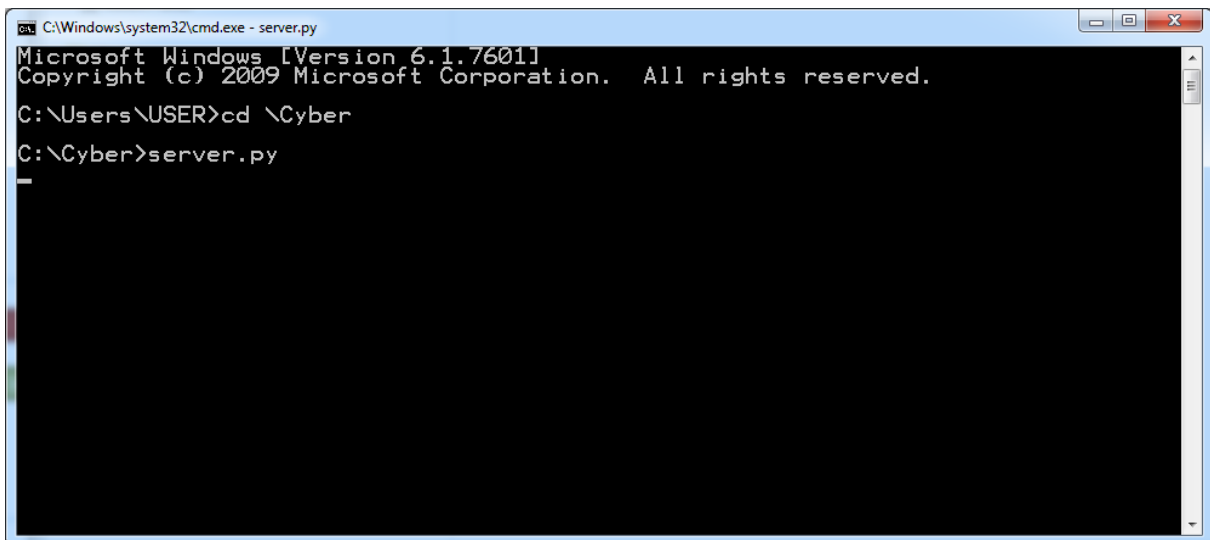 C:\Windows\system32\cmd.exe - server.py
Microsoft Windows [Version 6.1.7601]
Copyright (c) 2009 Microsoft Corporation.  All rights reserved.
C:\Users\USER>cd \Cyber
C:\Cyber>server.py